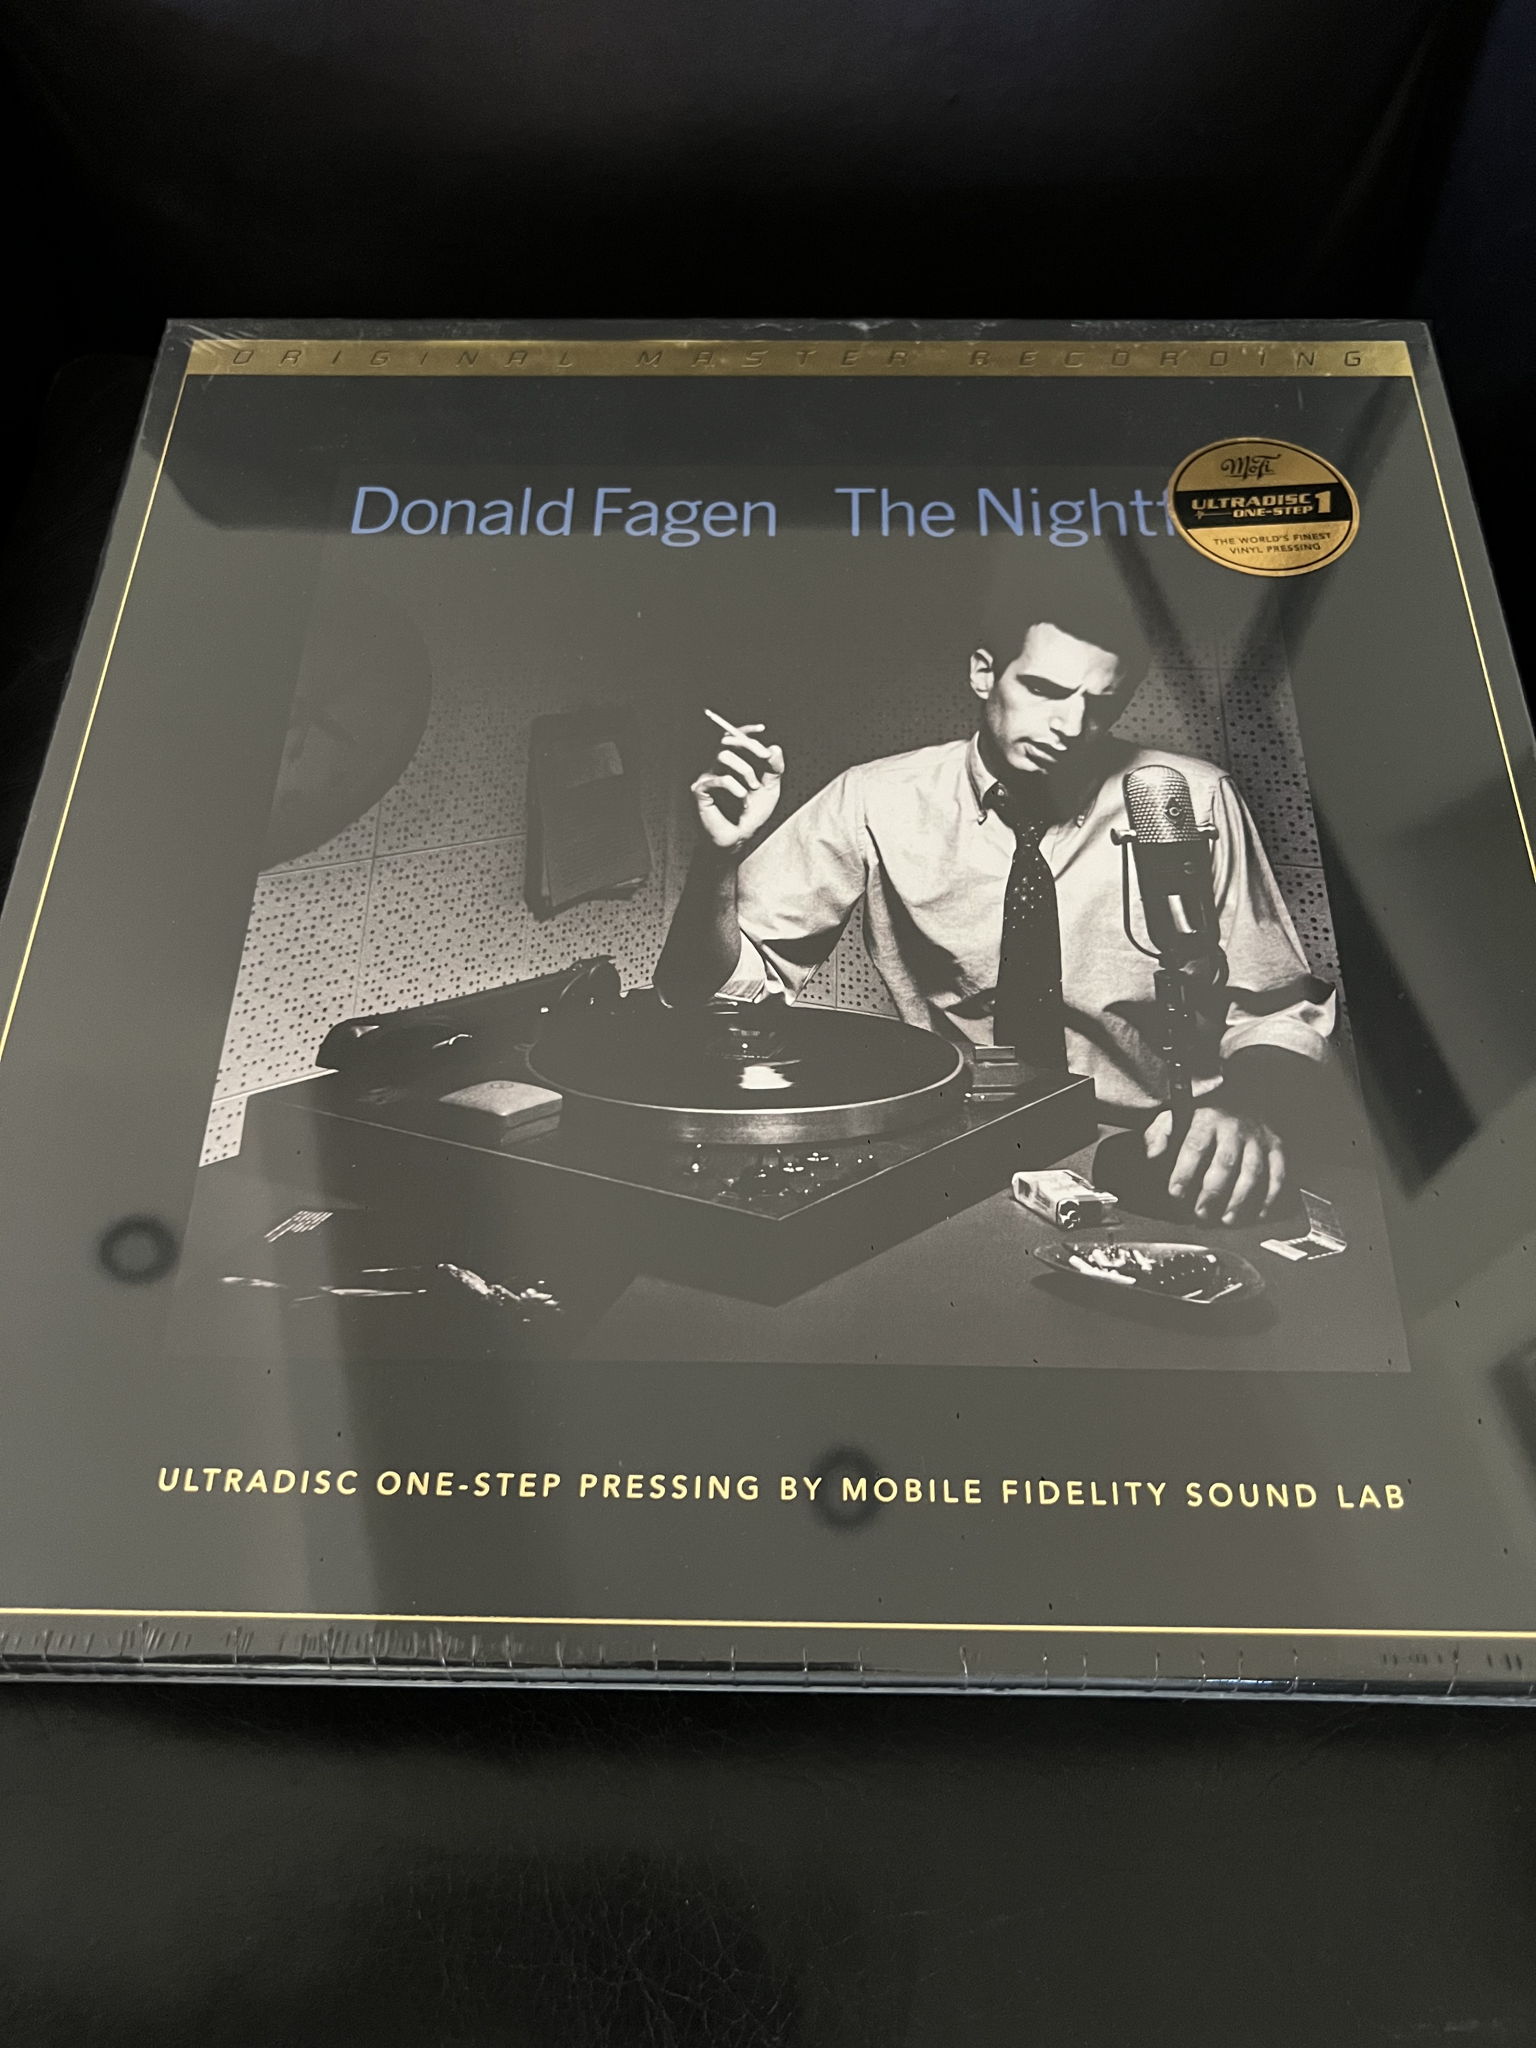 ORIGINAL MASTER RECORDING
Donald Fagen The Nightf
MoFi
ULTRADISC
ONE-STEP 1
THE WORLD'S FINEST
VINYL PRESSING
ULTRADISC ONE-STEP PRESSING BY MOBILE FIDELITY SOUND LAB